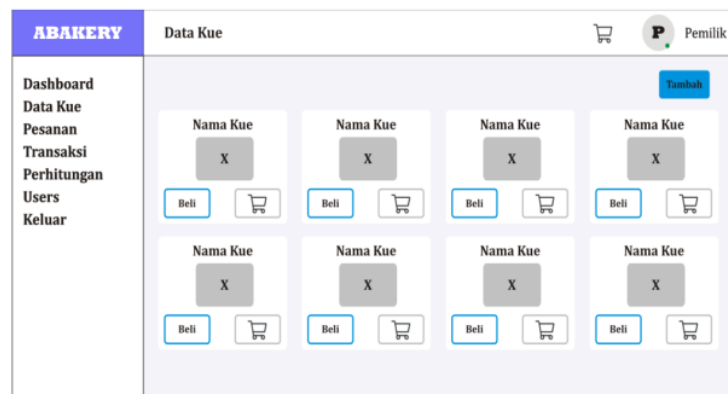 ABAKERY
Data Kue
P
Pemilik
Dashboard
Data Kue
Pesanan
Transaksi
Perhitungan
Users
Keluar
Tambah
Nama Kue
X
Beli
Nama Kue
X
Beli
Nama Kue
X
Beli
Nama Kue
X
Beli
Nama Kue
X
Beli
Nama Kue
X
Beli
Nama Kue
X
Beli
Nama Kue
X
Beli